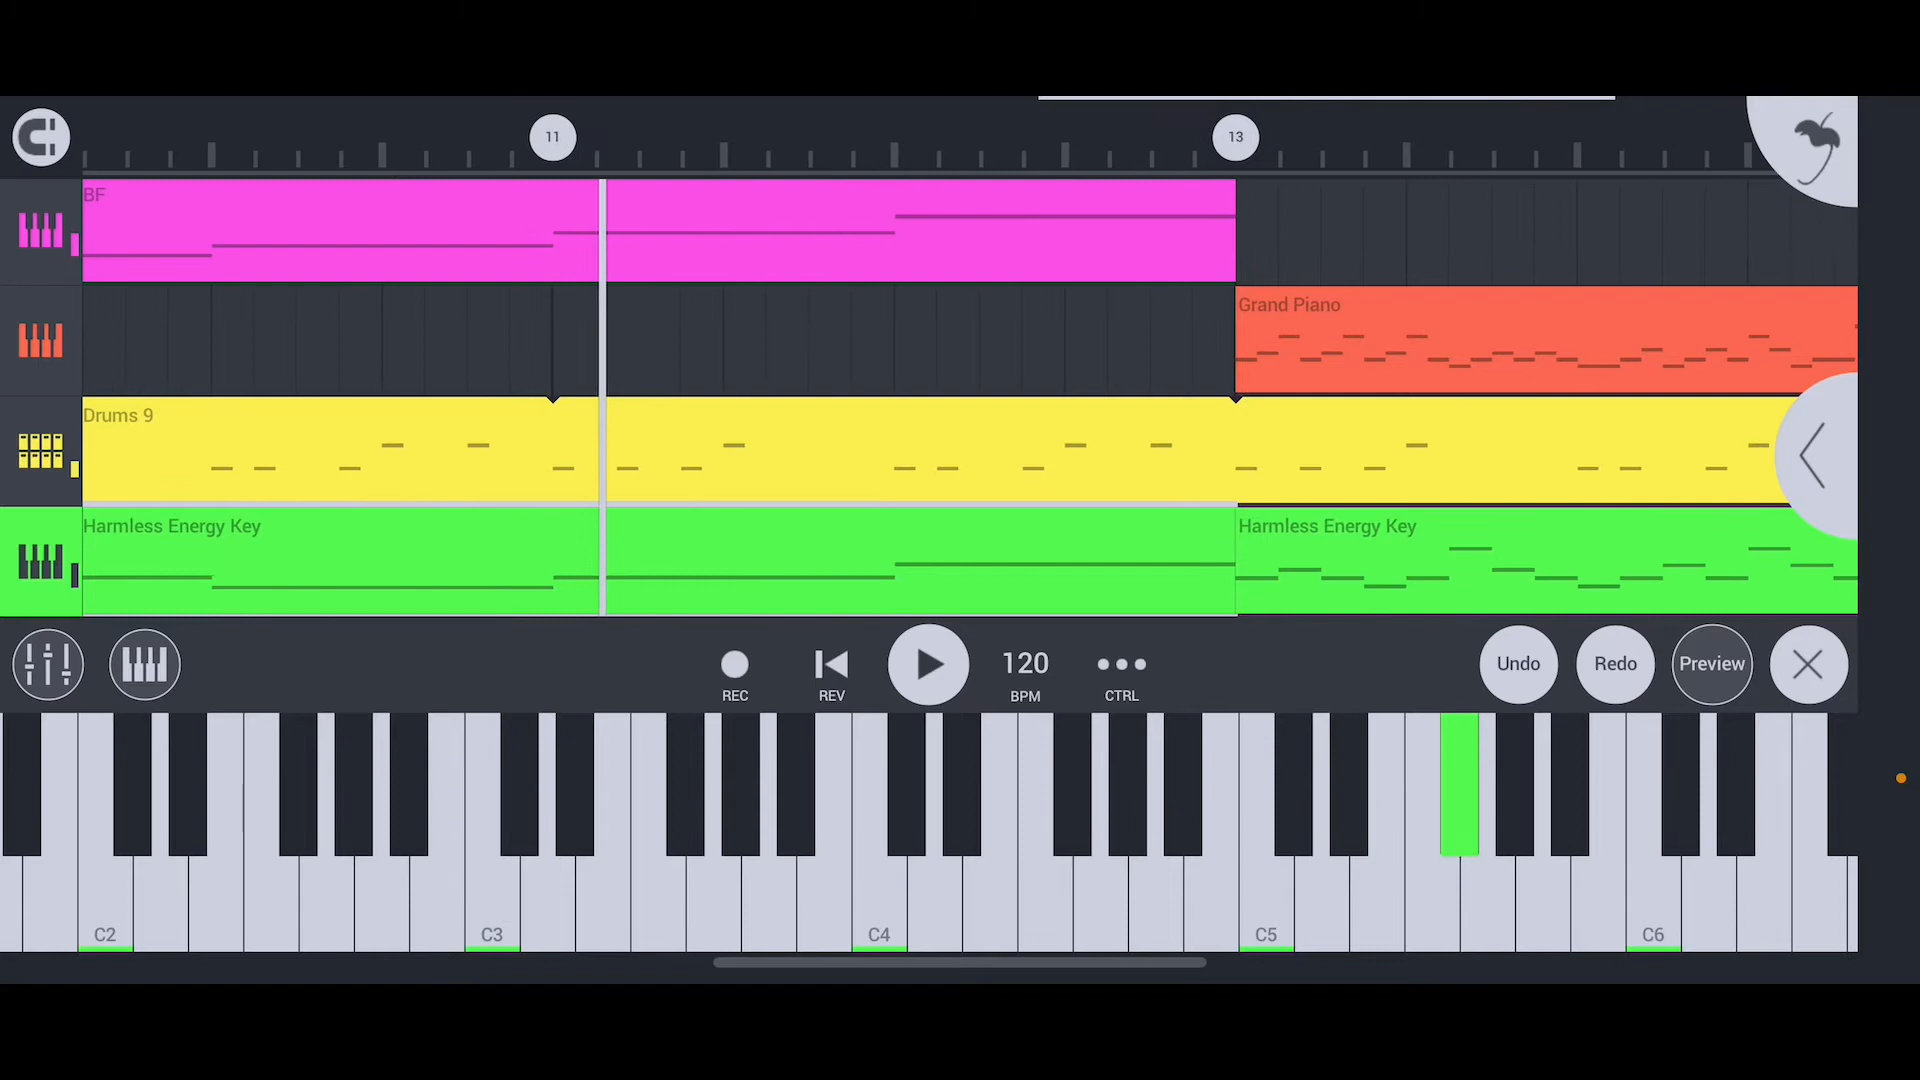 11
13
BF
Grand Piano
Drums 9
Harmless Energy Key
Harmless Energy Key
120
Undo
Redo
Preview
REC
REV
BPM
CTRL
C2
C3
C4
C5
C6